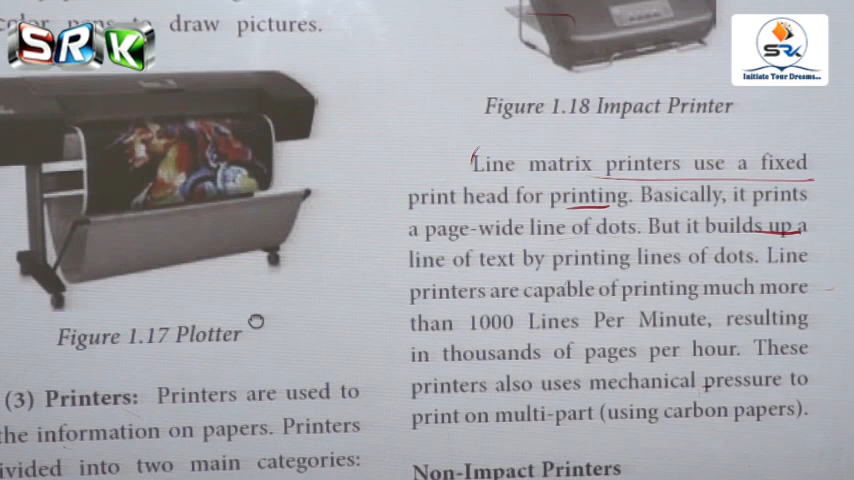 color pens to draw pictures.
SRK
Figure 1.17 Plotter
(3) Printers: Printers are used to
the information on papers. Printers
ivided into two main categories:
SRK
Initiate Your Dreams..
Figure 1.18 Impact Printer
Line matrix printers use a fixed
print head for printing. Basically, it prints
a page-wide line of dots. But it builds up a
line of text by printing lines of dots. Line
printers are capable of printing much more
than 1000 Lines Per Minute, resulting
in thousands of pages per hour. These
printers also uses mechanical pressure to
print on multi-part (using carbon papers).
Non-Impact Printers